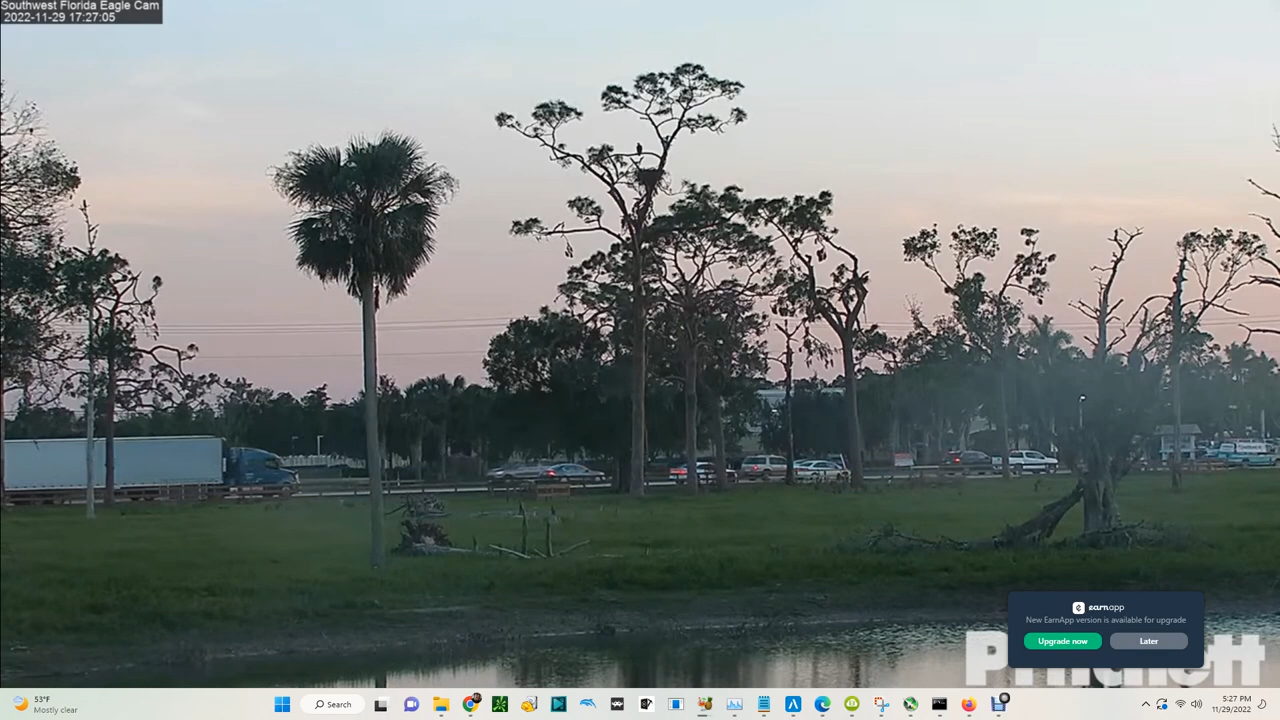 Southwest Florida Eagle Cam
2022-11-29 17:27:05
earnapp
New EarnApp version is available for upgrade
Upgrade now
Later
53°F
Mostly clear
Search
5:27 PM
11/29/2022